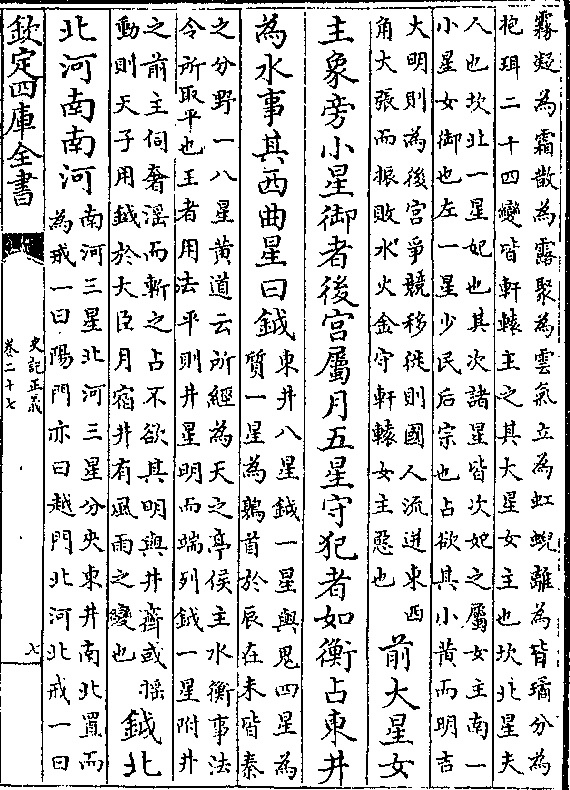 霧凝為霜散為露聚為雲氣立為虹蜺離為背璚分為
抱珥二十四變皆軒轅主之其大星女主也坎北星夫
人也坎北一星妃也其次諸星皆次妃之屬女主南一
小星女御也左一星少民后宗也占欲其小黄而明吉
大明則為後宫爭競移徙則國人流迸東西
角大張而振敗水火金守軒轅女主惡也
前大星女
主象旁小星御者後宫屬月五星守犯者如衡占東井
為水事其西曲星曰鉞
東井八星鉞一星與鬼四星為
質一星為鶉首於辰在未皆秦
之分野一八星黄道云所經為天之亭侯主水衡事法
令所取平也王者用法平則井星明而端列鉞一星附井
之前主伺奢淫而斬之占不欲其明與井齊或揺
動則天子用鉞於大臣月宿井有風雨之變也
鉞北
北河南南河
南河三星北河三星分夾東井南北置而
為戒一曰陽門亦曰越門北河北戒一曰
欽定四庫全書
史記正義
卷二十七
七